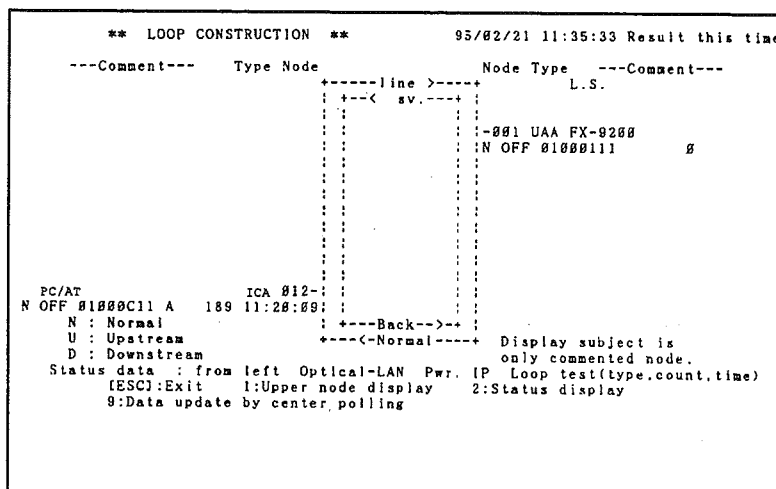 ** LOOP CONSTRUCTION ** 95/02/21 11:35:33 Result this time
---Comment--- Type Node Node Type ---Comment---
+------line >----+ L.S.
+--< sv.---+
-001 UAA FX-9200
N OFF 01000111 0
PC/AT ICA 012-
N OFF 01000C11 A 189 11:20:09
N : Normal +---Back-->-+
U : Upstream +---<-Normal----+ Display subject is
D : Downstream only commented node.
Status data : from left Optical-LAN Pwr. IP Loop test(type,count,time)
[ESC]:Exit 1:Upper node display 2:Status display
9:Data update by center polling